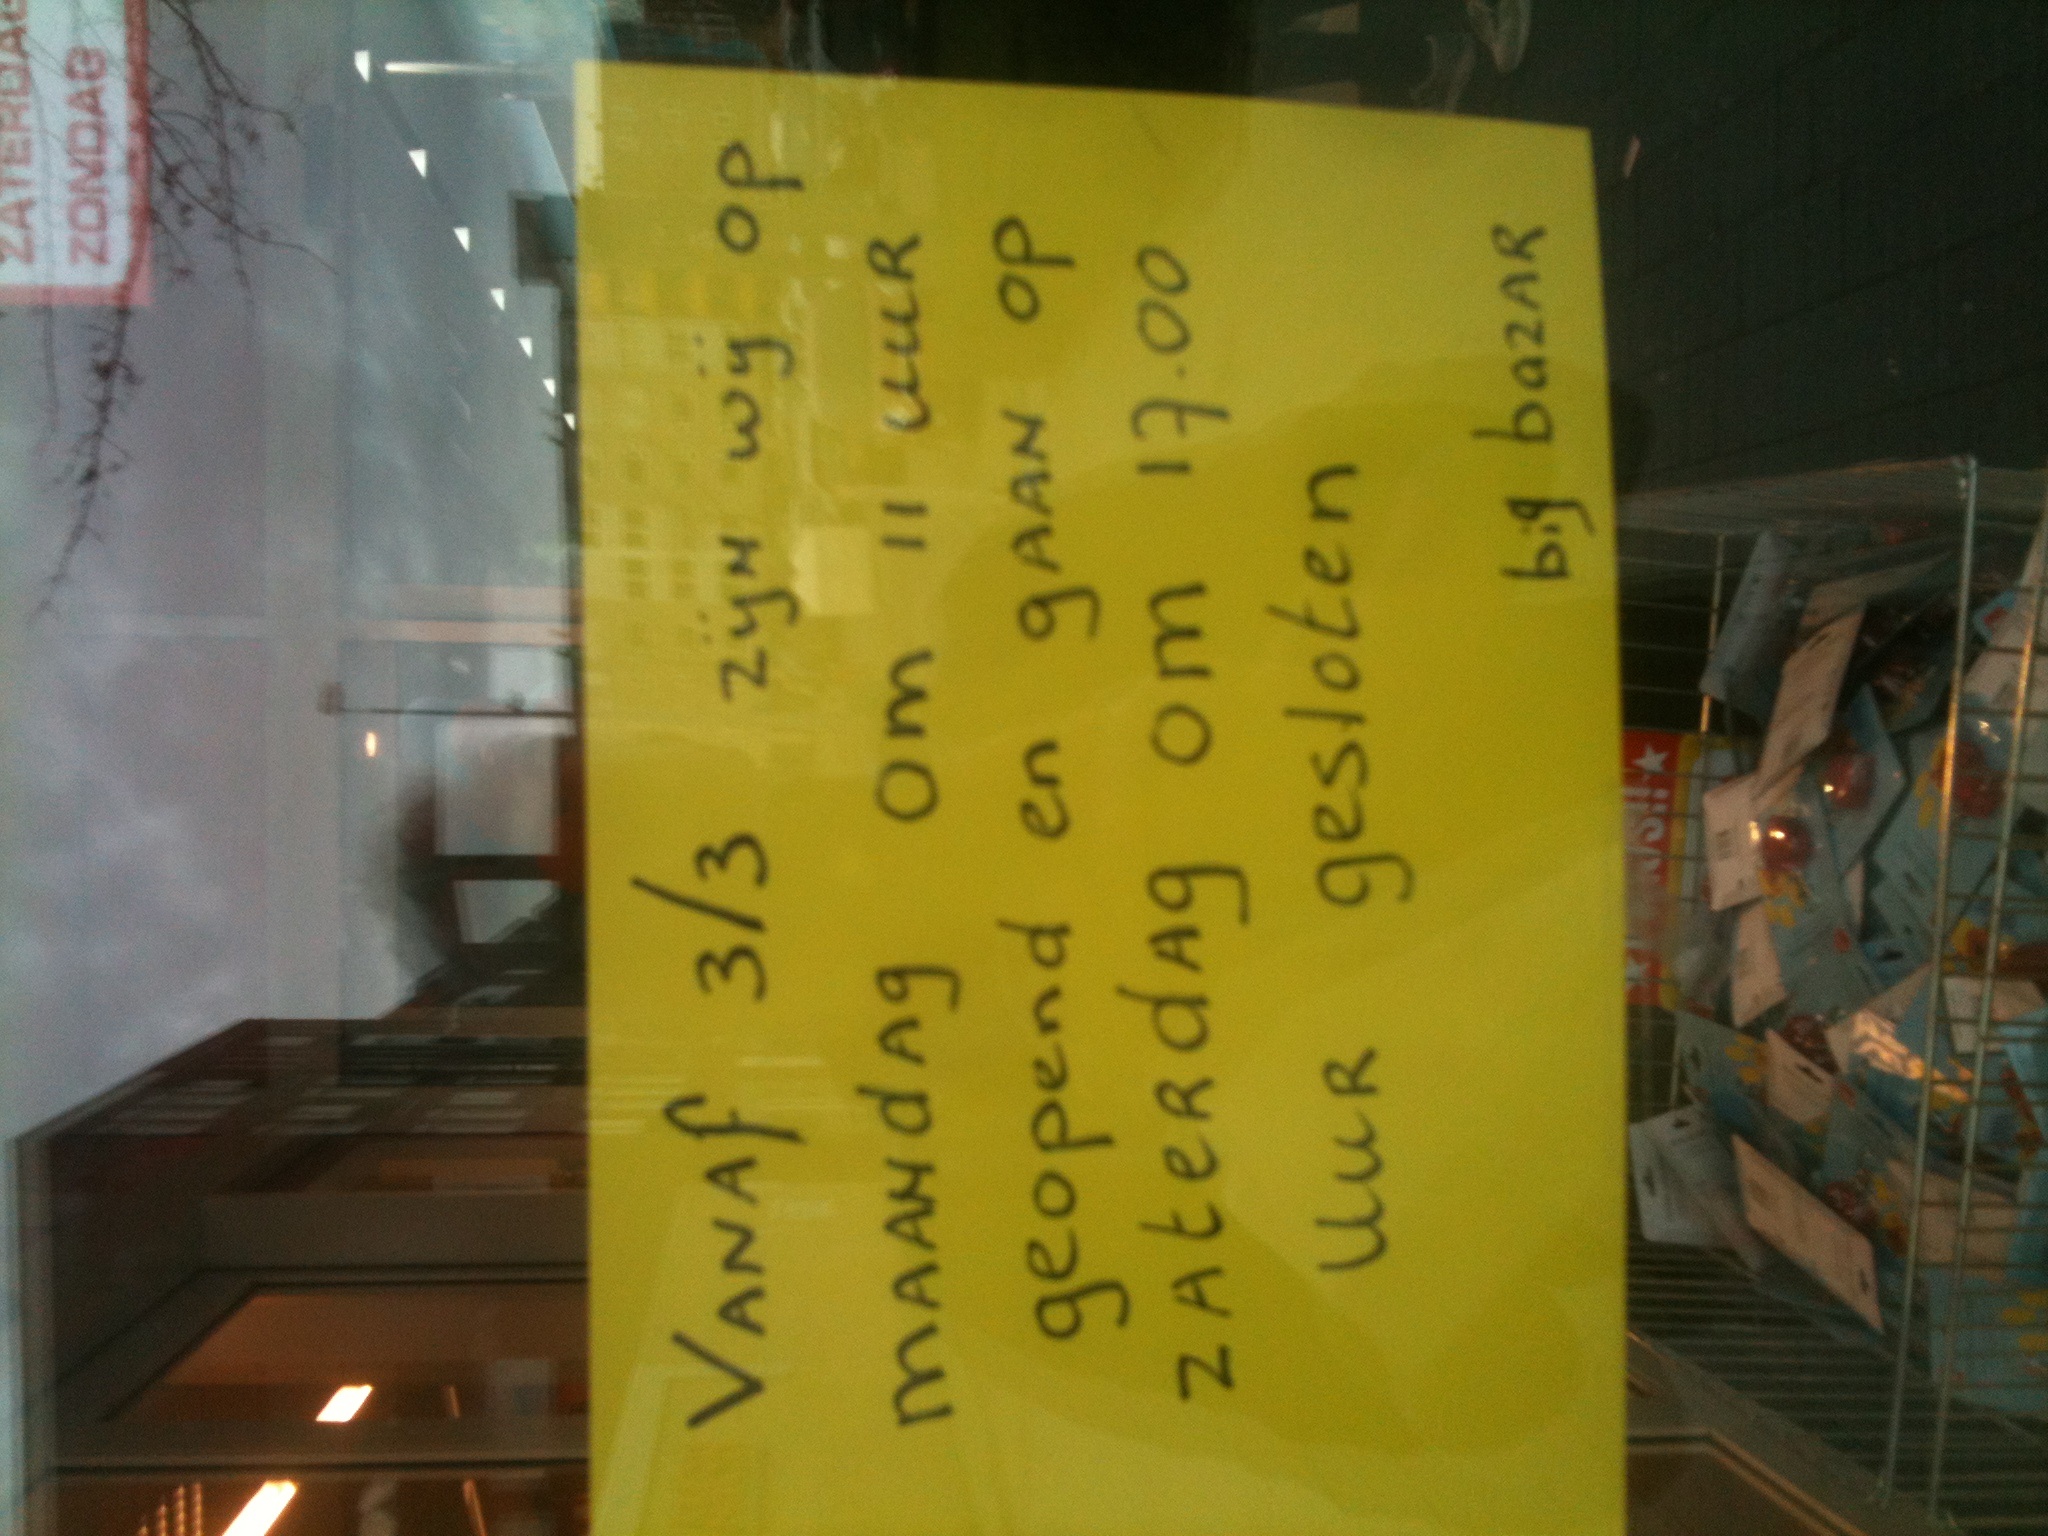 ZATERDAG
ZONDAG
Vanaf 3/3 zijn wij op
maandag om 11 uur
geopend en gaan op
zaterdag om 17.00
uur gesloten
big bazar